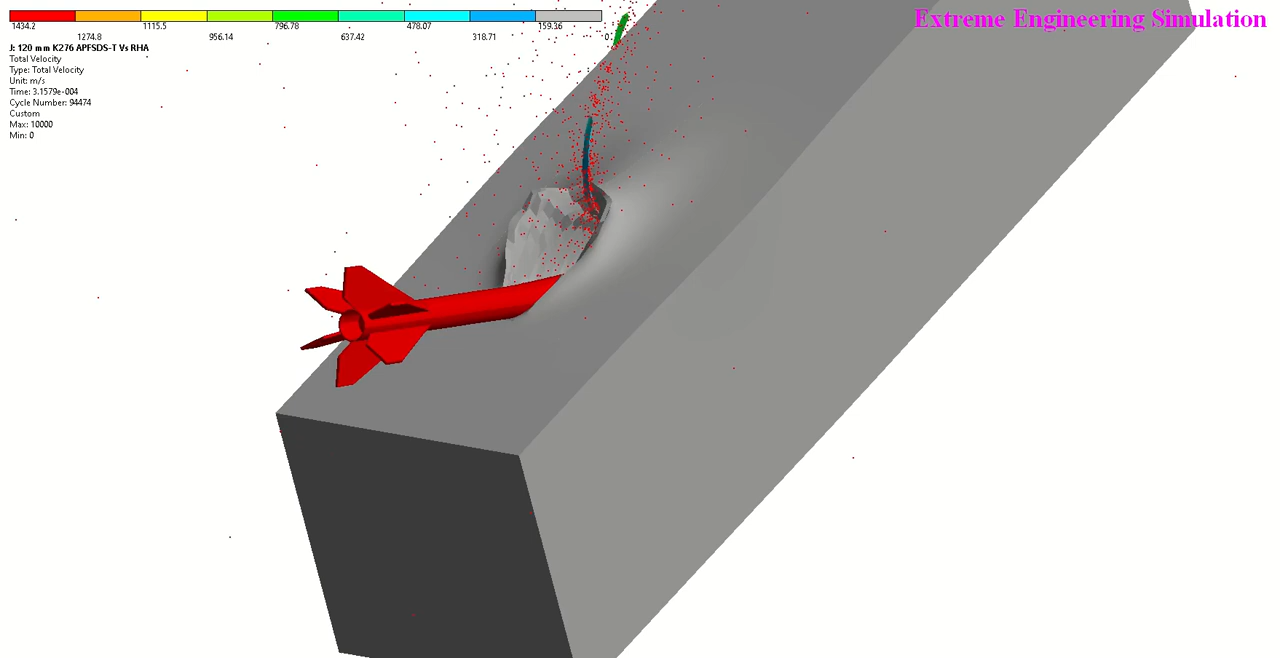 Extreme Engineering Simulation
1434.2 1115.5 796.78 478.07 159.36
1274.8 956.14 637.42 318.71 0.
J: 120 mm K276 APFSDS-T Vs RHA
Total Velocity
Type: Total Velocity
Unit: m/s
Time: 3.1579e-004
Cycle Number: 94474
Custom
Max: 10000
Min: 0